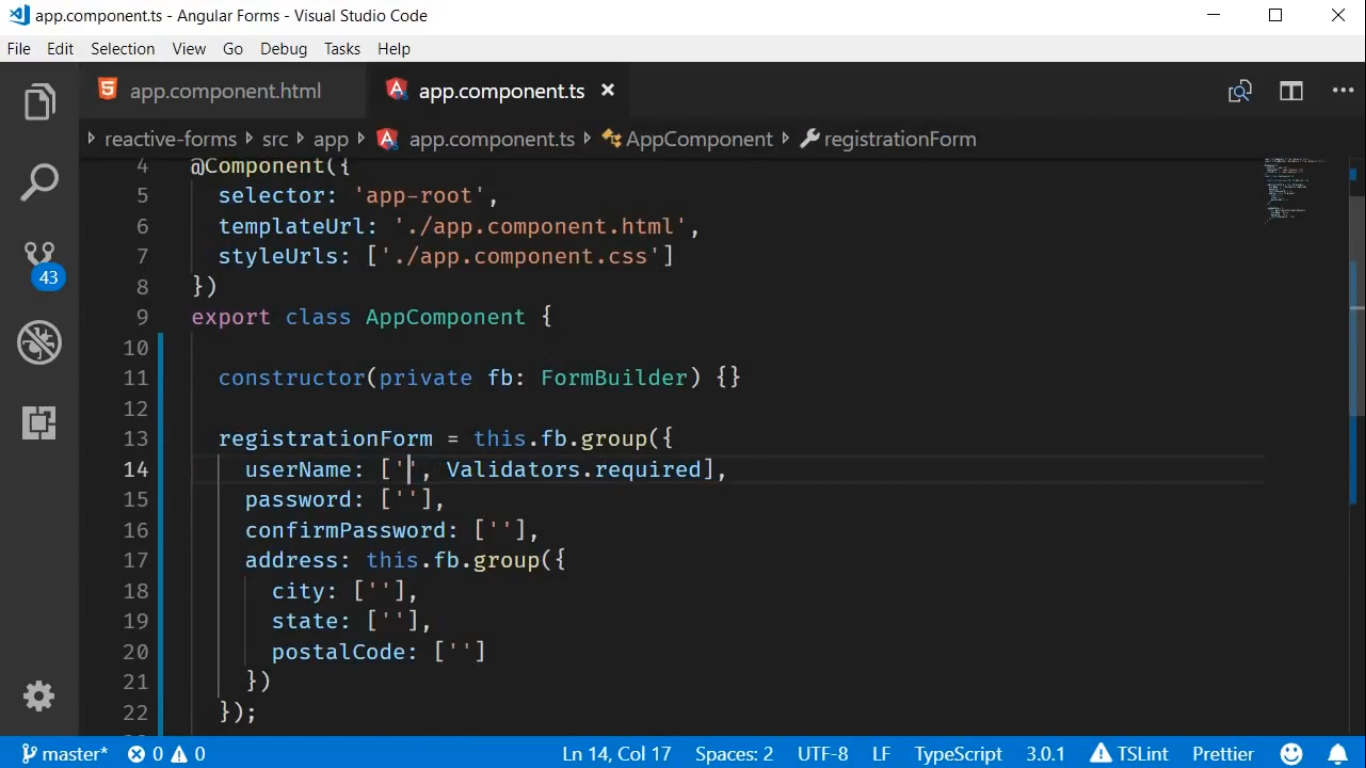 app.component.ts - Angular Forms - Visual Studio Code
File Edit Selection View Go Debug Tasks Help
app.component.html app.component.ts
reactive-forms src app app.component.ts AppComponent registrationForm
43
4 @Component({
5 selector: 'app-root',
6 templateUrl: './app.component.html',
7 styleUrls: ['./app.component.css']
8 })
9 export class AppComponent {
10
11 constructor(private fb: FormBuilder) {}
12
13 registrationForm = this.fb.group({
14 userName: ['', Validators.required],
15 password: [''],
16 confirmPassword: [''],
17 address: this.fb.group({
18 city: [''],
19 state: [''],
20 postalCode: ['']
21 })
22 });
master* 0 0 Ln 14, Col 17 Spaces: 2 UTF-8 LF TypeScript 3.0.1 TSLint Prettier